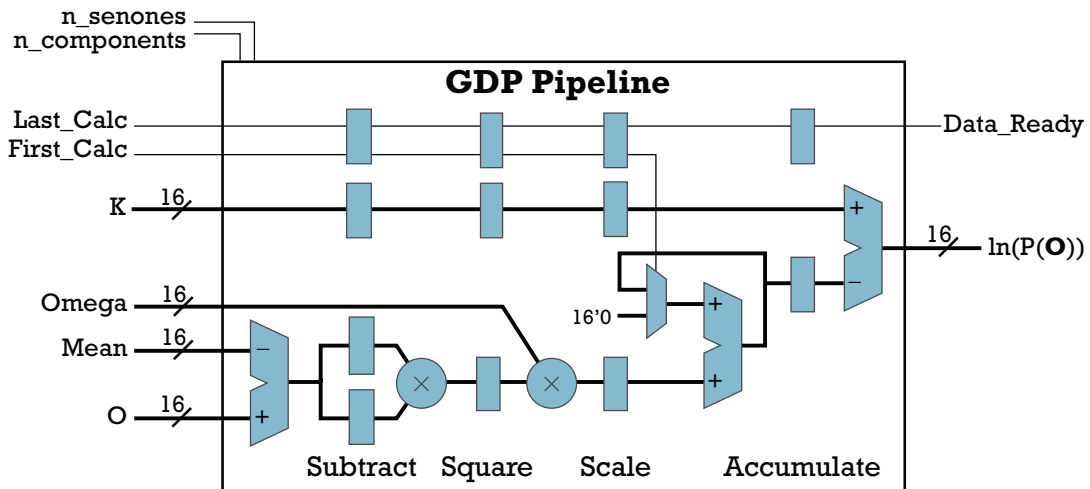 n_senones
n_components
GDP Pipeline
Last_Calc
Data_Ready
First_Calc
K
16
+
16
ln(P(O))
Omega
16
+
−
16'0
Mean
16
−
×
×
+
O
16
+
Subtract Square Scale Accumulate